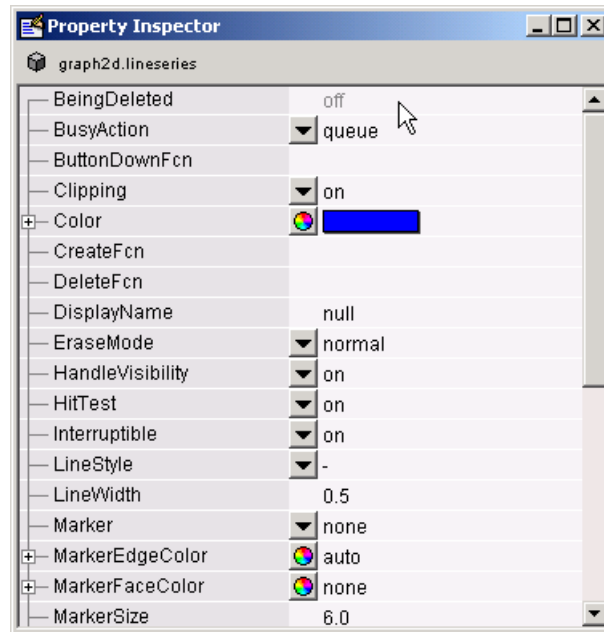 Property Inspector
graph2d.lineseries
BeingDeleted off
BusyAction queue
ButtonDownFcn
Clipping on
Color
CreateFcn
DeleteFcn
DisplayName null
EraseMode normal
HandleVisibility on
HitTest on
Interruptible on
LineStyle -
LineWidth 0.5
Marker none
MarkerEdgeColor auto
MarkerFaceColor none
MarkerSize 6.0